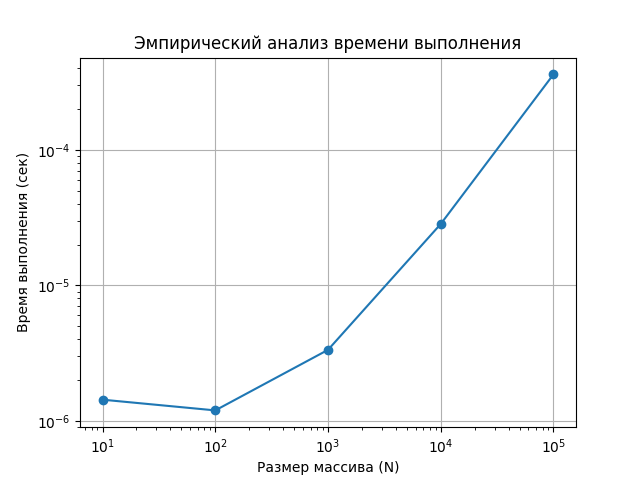 Эмпирический анализ времени выполнения
Время выполнения (сек)
10⁻⁴
10⁻⁵
10⁻⁶
10¹ 10² 10³ 10⁴ 10⁵
Размер массива (N)